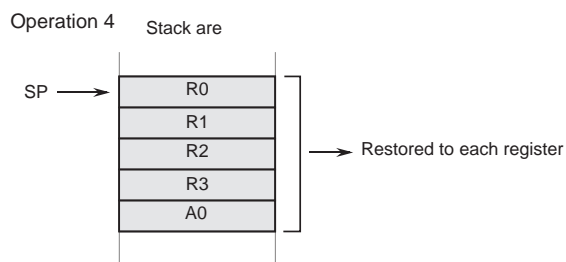 Operation 4
Stack are
SP
R0
R1
R2
R3
A0
Restored to each register